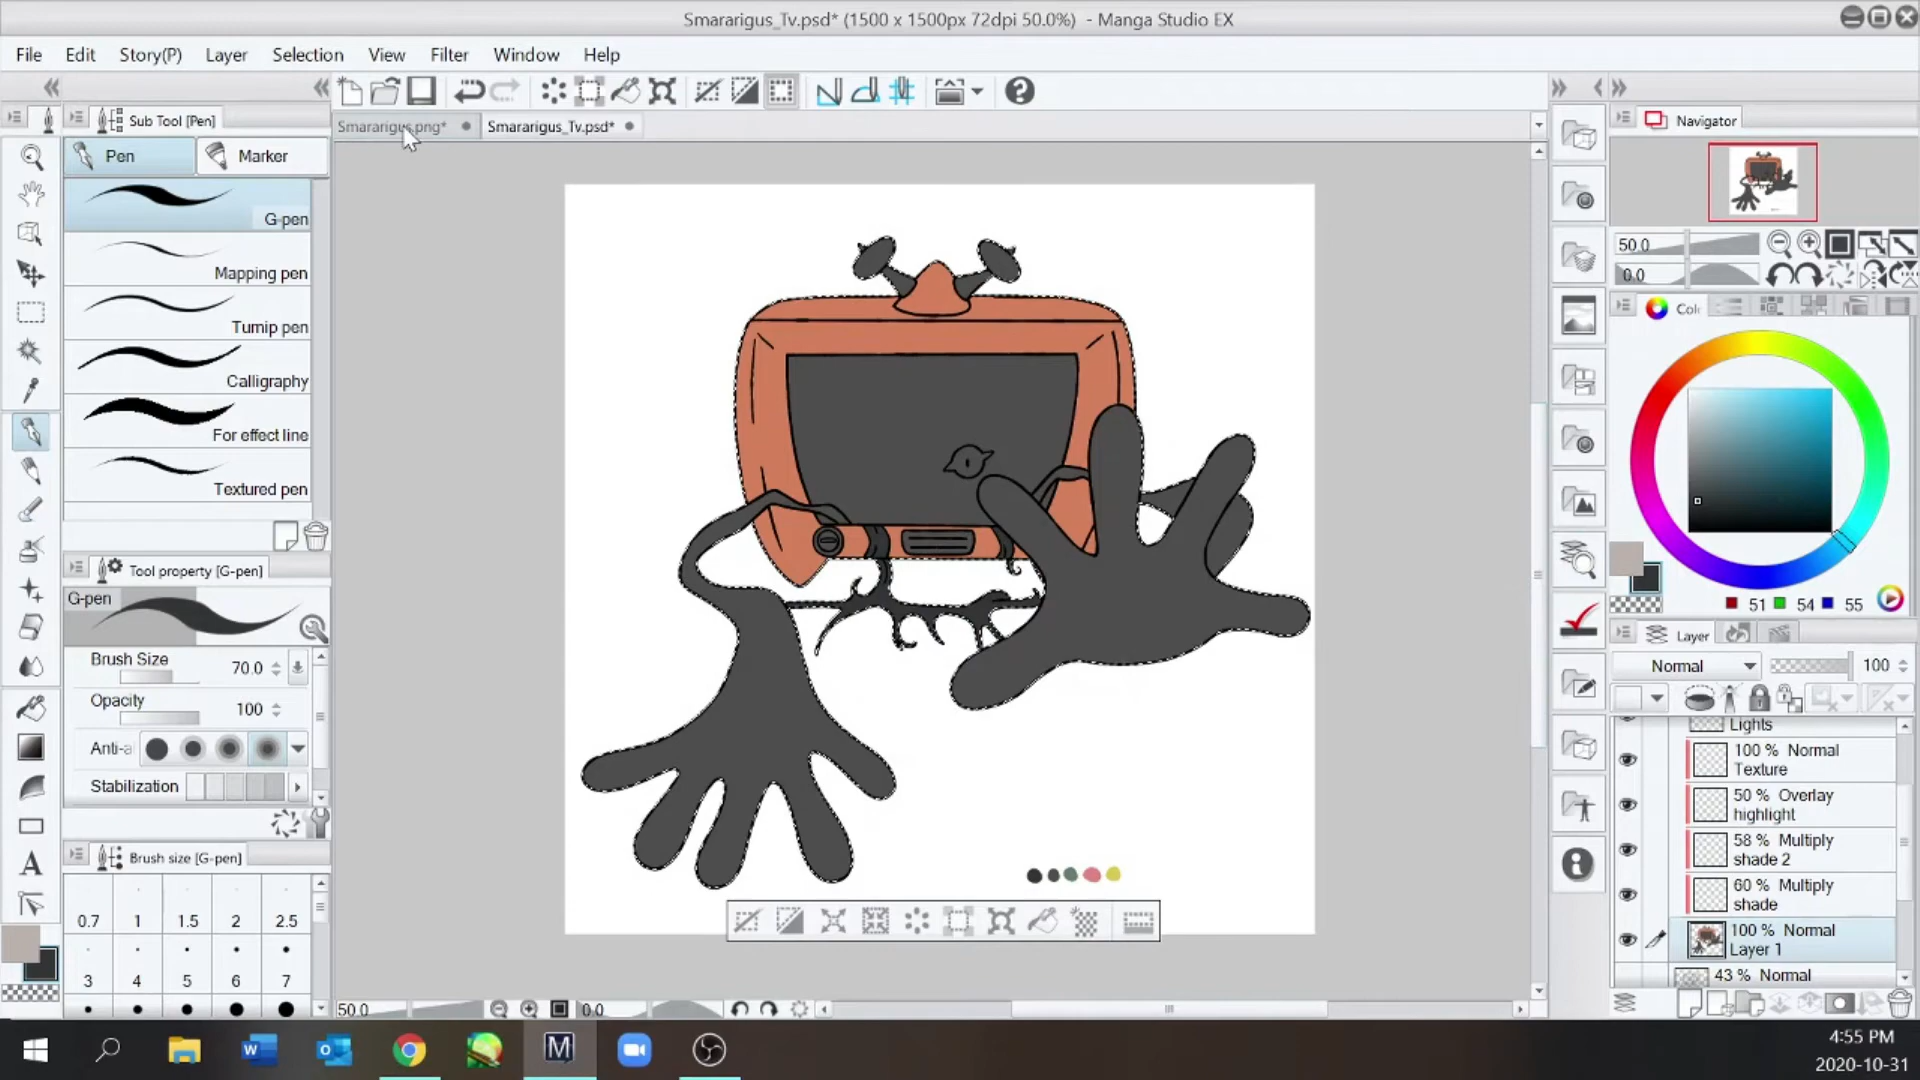 Smararigus_Tv.psd* (1500 x 1500px 72dpi 50.0%) - Manga Studio EX
File Edit Story(P) Layer Selection View Filter Window Help
Sub Tool [Pen]
Smararigus.png* Smararigus_Tv.psd*
Navigator
Pen Marker
G-pen
Mapping pen
Turnip pen
Calligraphy
For effect line
Textured pen
50.0
0.0
Tool property [G-pen]
G-pen
Brush Size 70.0
Opacity 100
Stabilization
Brush size [G-pen]
0.7 1 1.5 2 2.5
3 4 5 6 7
51 54 55
Layer
Normal 100
Lights
100 % Normal
Texture
50 % Overlay
highlight
58 % Multiply
shade 2
60 % Multiply
shade
100 % Normal
Layer 1
43 % Normal
50.0 0.0
4:55 PM
2020-10-31